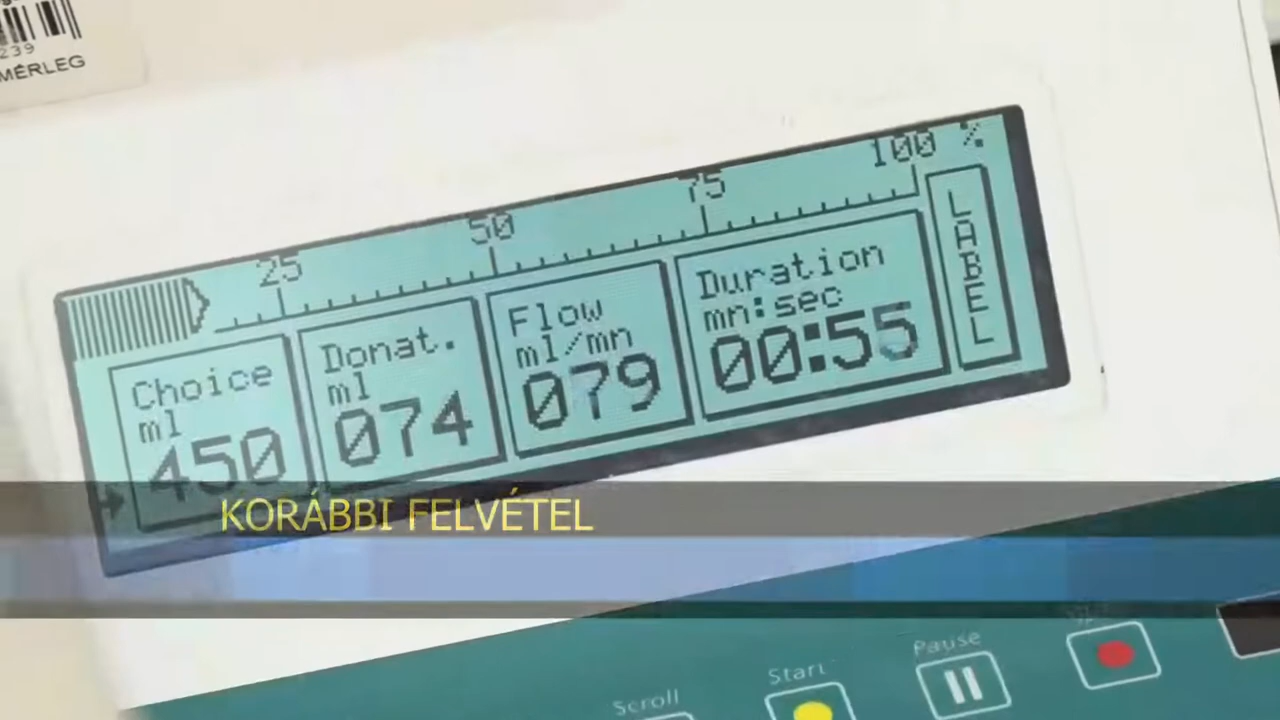 239
MÉRLEG
25 50 75 100 %
Choice
ml
450
Donat.
ml
074
Flow
ml/mn
079
Duration
mn:sec
00:55
LABEL
KORÁBBI FELVÉTEL
Scroll
Start
Pause